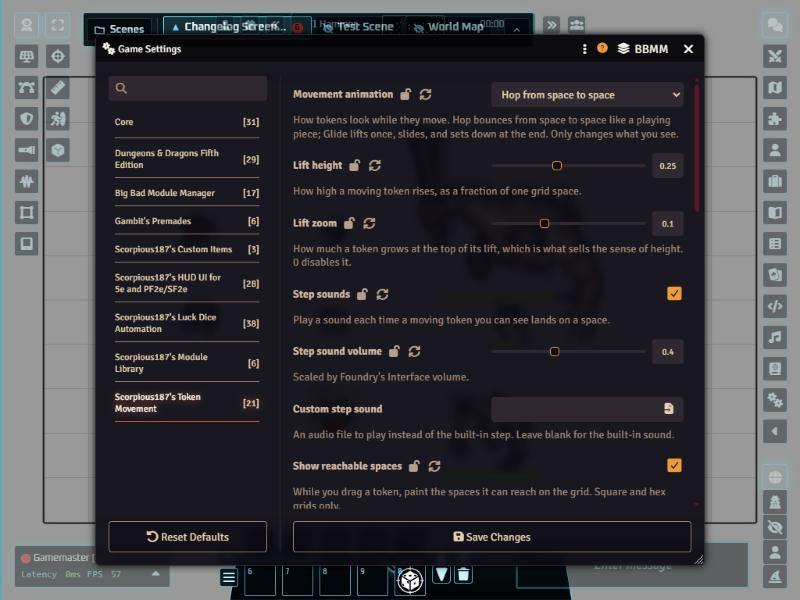 Scenes
Changelog Screen...
6
Test Scene
World Map
00:00
Game Settings
BBMM
Core [31]
Dungeons & Dragons Fifth
Edition [29]
Big Bad Module Manager [17]
Gambit's Premades [6]
Scorpious187's Custom Items [3]
Scorpious187's HUD UI for
5e and PF2e/SF2e [28]
Scorpious187's Luck Dice
Automation [38]
Scorpious187's Module
Library [6]
Scorpious187's Token
Movement [21]
Reset Defaults
Movement animation
Hop from space to space
How tokens look while they move. Hop bounces from space to space like a playing
piece; Glide lifts once, slides, and sets down at the end. Only changes what you see.
Lift height
0.25
How high a moving token rises, as a fraction of one grid space.
Lift zoom
0.1
How much a token grows at the top of its lift, which is what sells the sense of height.
0 disables it.
Step sounds
Play a sound each time a moving token you can see lands on a space.
Step sound volume
0.4
Scaled by Foundry's Interface volume.
Custom step sound
An audio file to play instead of the built-in step. Leave blank for the built-in sound.
Show reachable spaces
While you drag a token, paint the spaces it can reach on the grid. Square and hex
grids only.
Save Changes
Gamemaster [
Latency 0ms FPS 57
6 7 8 9
Enter message